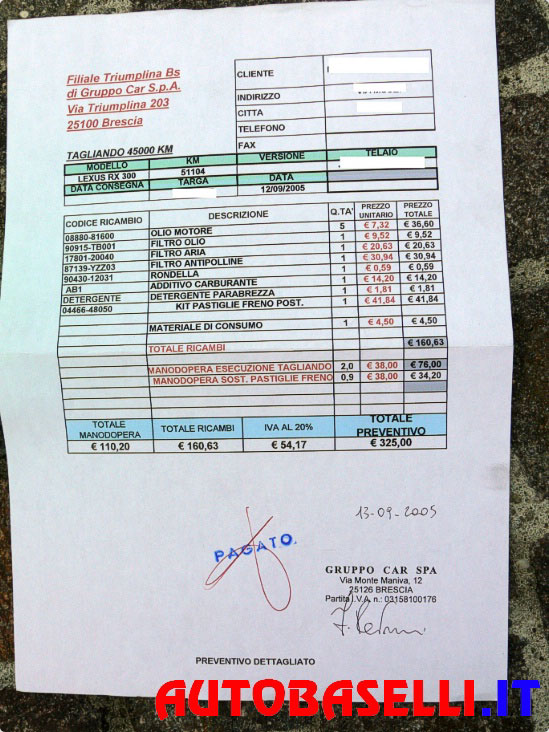 Filiale Triumplina Bs
di Gruppo Car S.p.A.
Via Triumplina 203
25100 Brescia
CLIENTE
INDIRIZZO
CITTA
TELEFONO
FAX
TAGLIANDO 45000 KM
MODELLO KM VERSIONE TELAIO
LEXUS RX 300 51104
DATA CONSEGNA TARGA DATA
12/09/2005
CODICE RICAMBIO DESCRIZIONE Q.TA' PREZZO UNITARIO PREZZO TOTALE
08880-81600 OLIO MOTORE 5 € 7,32 € 36,60
90915-TB001 FILTRO OLIO 1 € 9,52 € 9,52
17801-20040 FILTRO ARIA 1 € 20,63 € 20,63
87139-YZZ03 FILTRO ANTIPOLLINE 1 € 30,94 € 30,94
90430-12031 RONDELLA 1 € 0,59 € 0,59
AB1 ADDITIVO CARBURANTE 1 € 14,20 € 14,20
DETERGENTE DETERGENTE PARABREZZA 1 € 1,81 € 1,81
04466-48050 KIT PASTIGLIE FRENO POST. 1 € 41,84 € 41,84
MATERIALE DI CONSUMO 1 € 4,50 € 4,50
TOTALE RICAMBI € 160,63
MANODOPERA ESECUZIONE TAGLIANDO 2,0 € 38,00 € 76,00
MANODOPERA SOST. PASTIGLIE FRENO 0,9 € 38,00 € 34,20
TOTALE MANODOPERA TOTALE RICAMBI IVA AL 20% TOTALE PREVENTIVO
€ 110,20 € 160,63 € 54,17 € 325,00
13-09-2005
PAGATO
GRUPPO CAR SPA
Via Monte Maniva, 12
25126 BRESCIA
Partita I.V.A. n.: 03158100176
PREVENTIVO DETTAGLIATO
AUTOBASELLI.IT